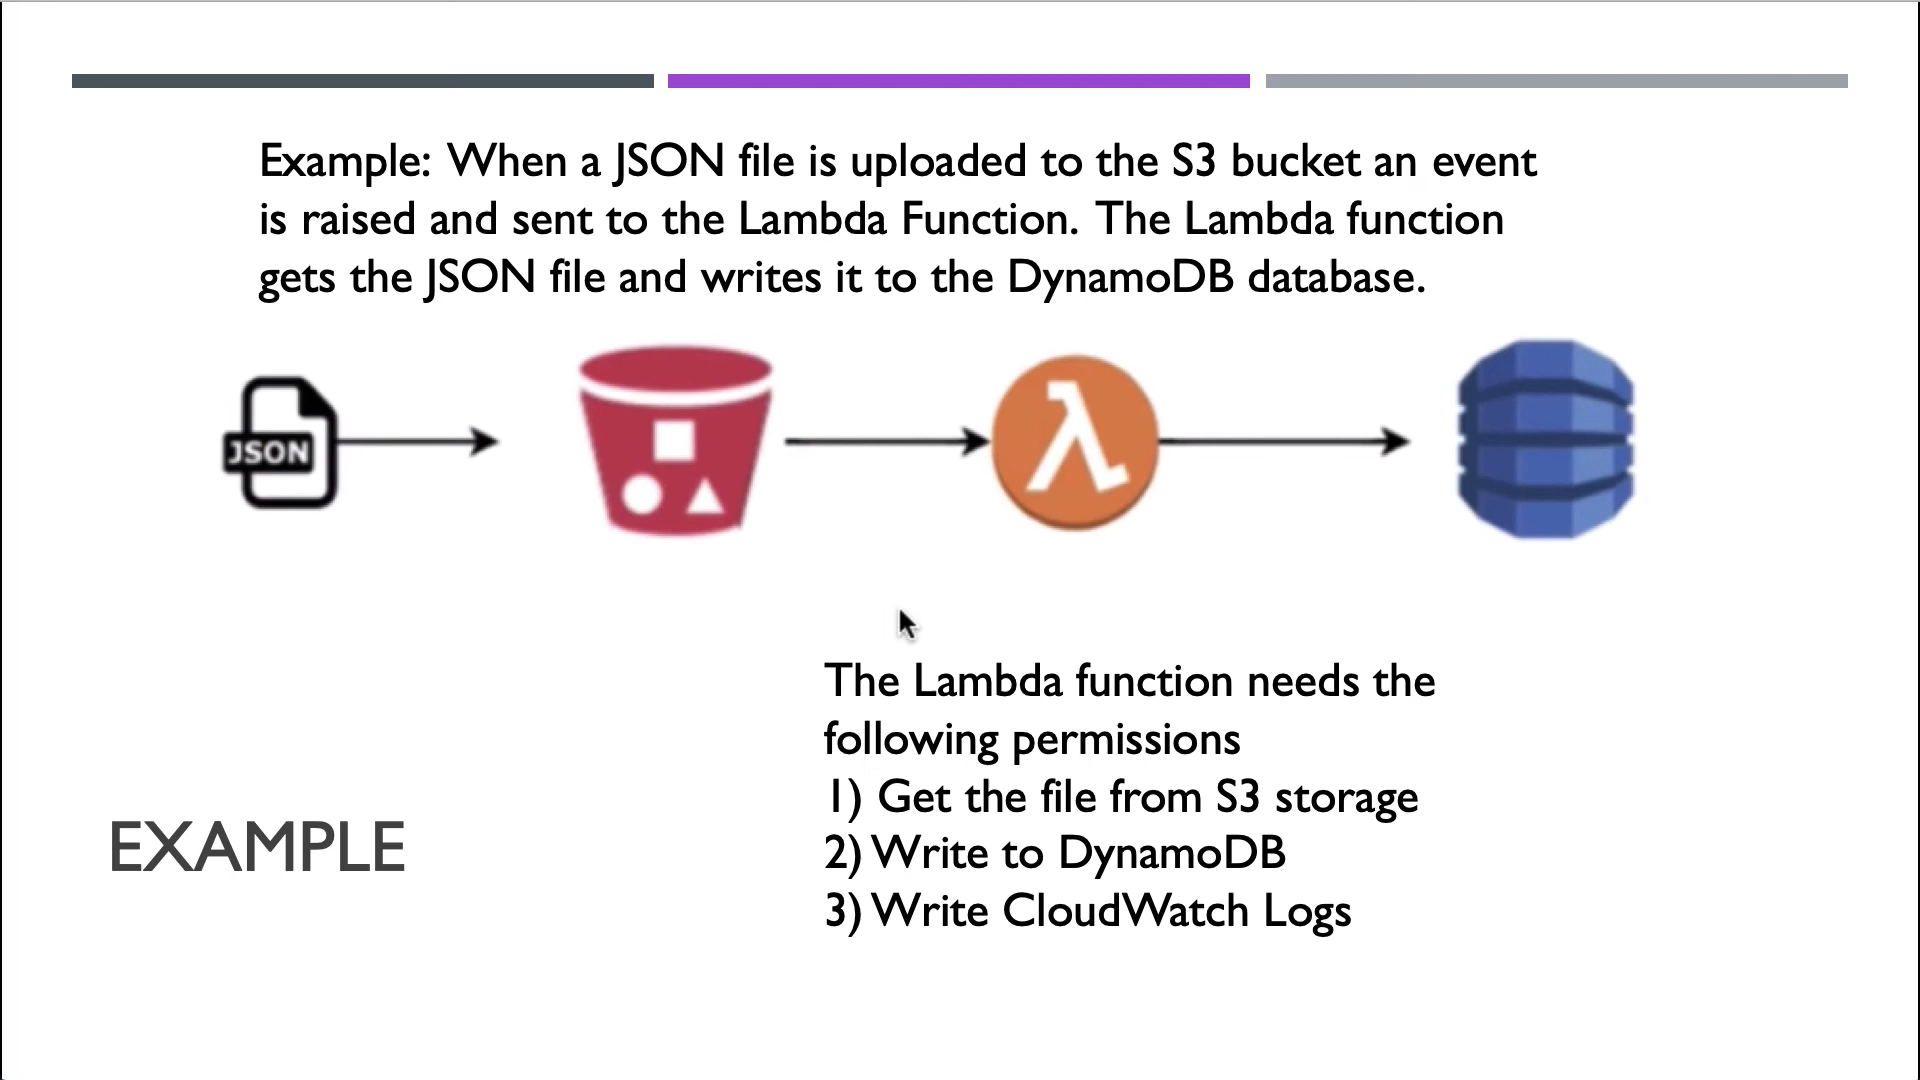 Example: When a JSON file is uploaded to the S3 bucket an event
is raised and sent to the Lambda Function. The Lambda function
gets the JSON file and writes it to the DynamoDB database.
JSON
The Lambda function needs the
following permissions
1) Get the file from S3 storage
2) Write to DynamoDB
3) Write CloudWatch Logs
EXAMPLE